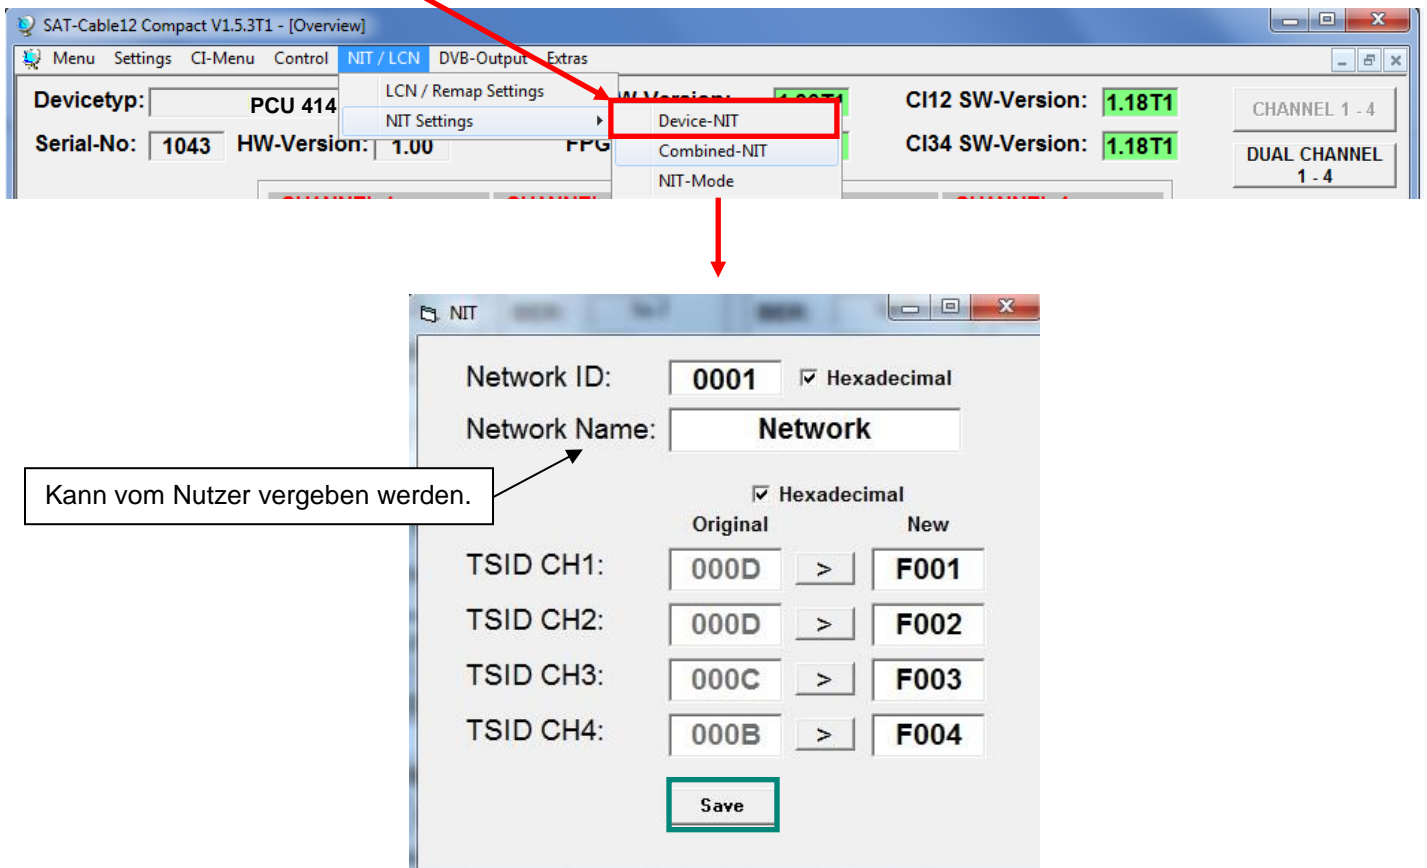 SAT-Cable12 Compact V1.5.3T1 - [Overview]
Menu Settings CI-Menu Control NIT / LCN DVB-Output Extras
LCN / Remap Settings
NIT Settings
Device-NIT
Combined-NIT
NIT-Mode
Devicetyp: PCU 414
CI12 SW-Version: 1.18T1
CHANNEL 1 - 4
Serial-No: 1043 HW-Version: 1.00
CI34 SW-Version: 1.18T1
DUAL CHANNEL
1 - 4
NIT
Network ID: 0001 Hexadecimal
Network Name: Network
Kann vom Nutzer vergeben werden.
Hexadecimal
Original New
TSID CH1: 000D > F001
TSID CH2: 000D > F002
TSID CH3: 000C > F003
TSID CH4: 000B > F004
Save